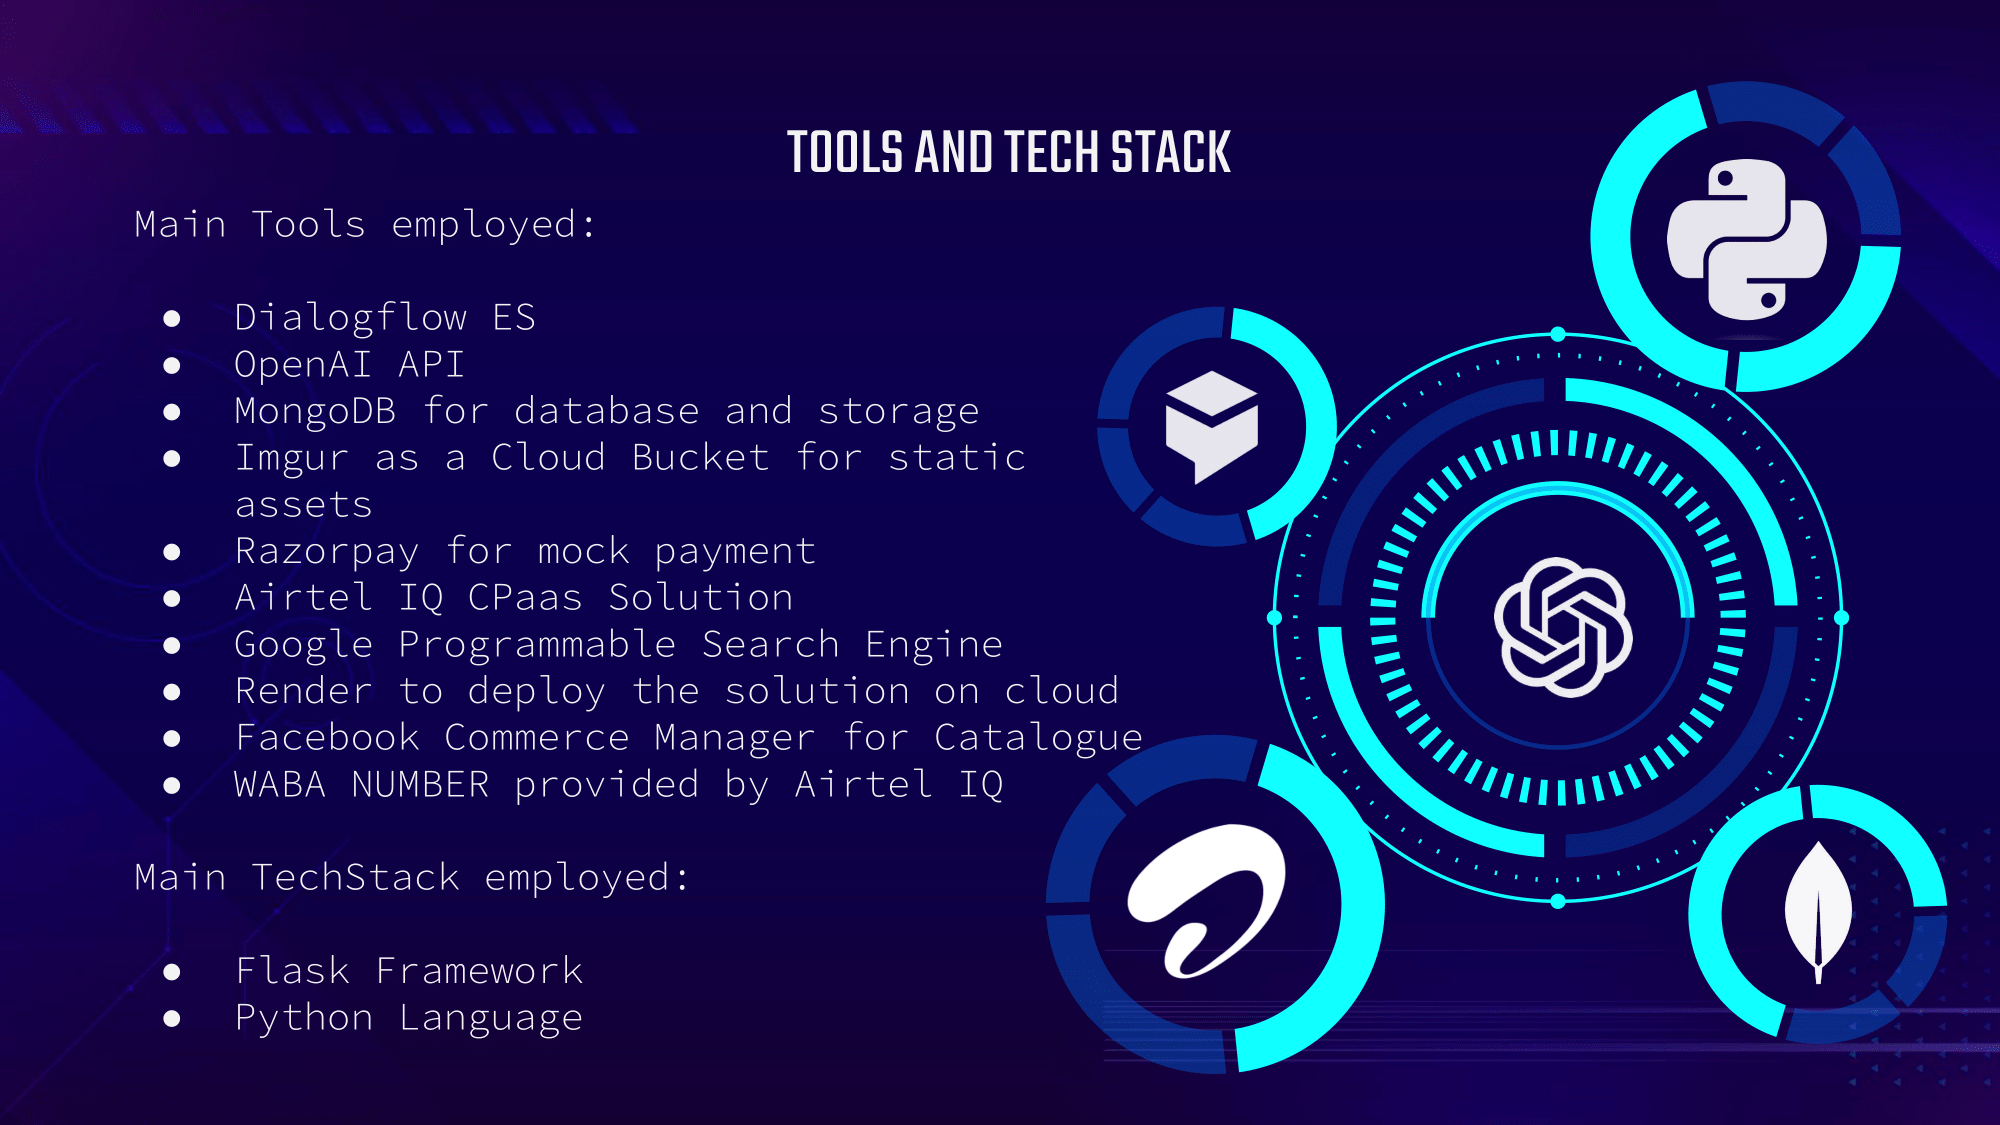 TOOLS AND TECH STACK
Main Tools employed:
● Dialogflow ES
● OpenAI API
● MongoDB for database and storage
● Imgur as a Cloud Bucket for static
assets
● Razorpay for mock payment
● Airtel IQ CPaas Solution
● Google Programmable Search Engine
● Render to deploy the solution on cloud
● Facebook Commerce Manager for Catalogue
● WABA NUMBER provided by Airtel IQ
Main TechStack employed:
● Flask Framework
● Python Language